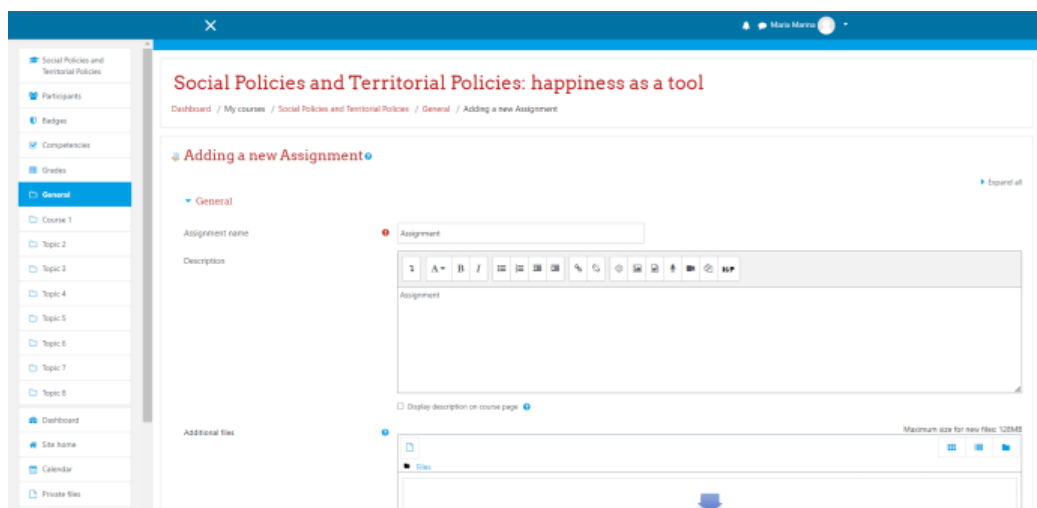 Maria Marina
Social Policies and
Territorial Policies
Participants
Badges
Competencies
Grades
General
Course 1
Topic 2
Topic 3
Topic 4
Topic 5
Topic 6
Topic 7
Topic 8
Dashboard
Site home
Calendar
Private files
Social Policies and Territorial Policies: happiness as a tool
Dashboard / My courses / Social Policies and Territorial Policies / General / Adding a new Assignment
Adding a new Assignment
Expand all
General
Assignment name
Assignment
Description
A B I H5P
Assignment
Display description on course page
Additional files
Maximum size for new files: 128MB
Files